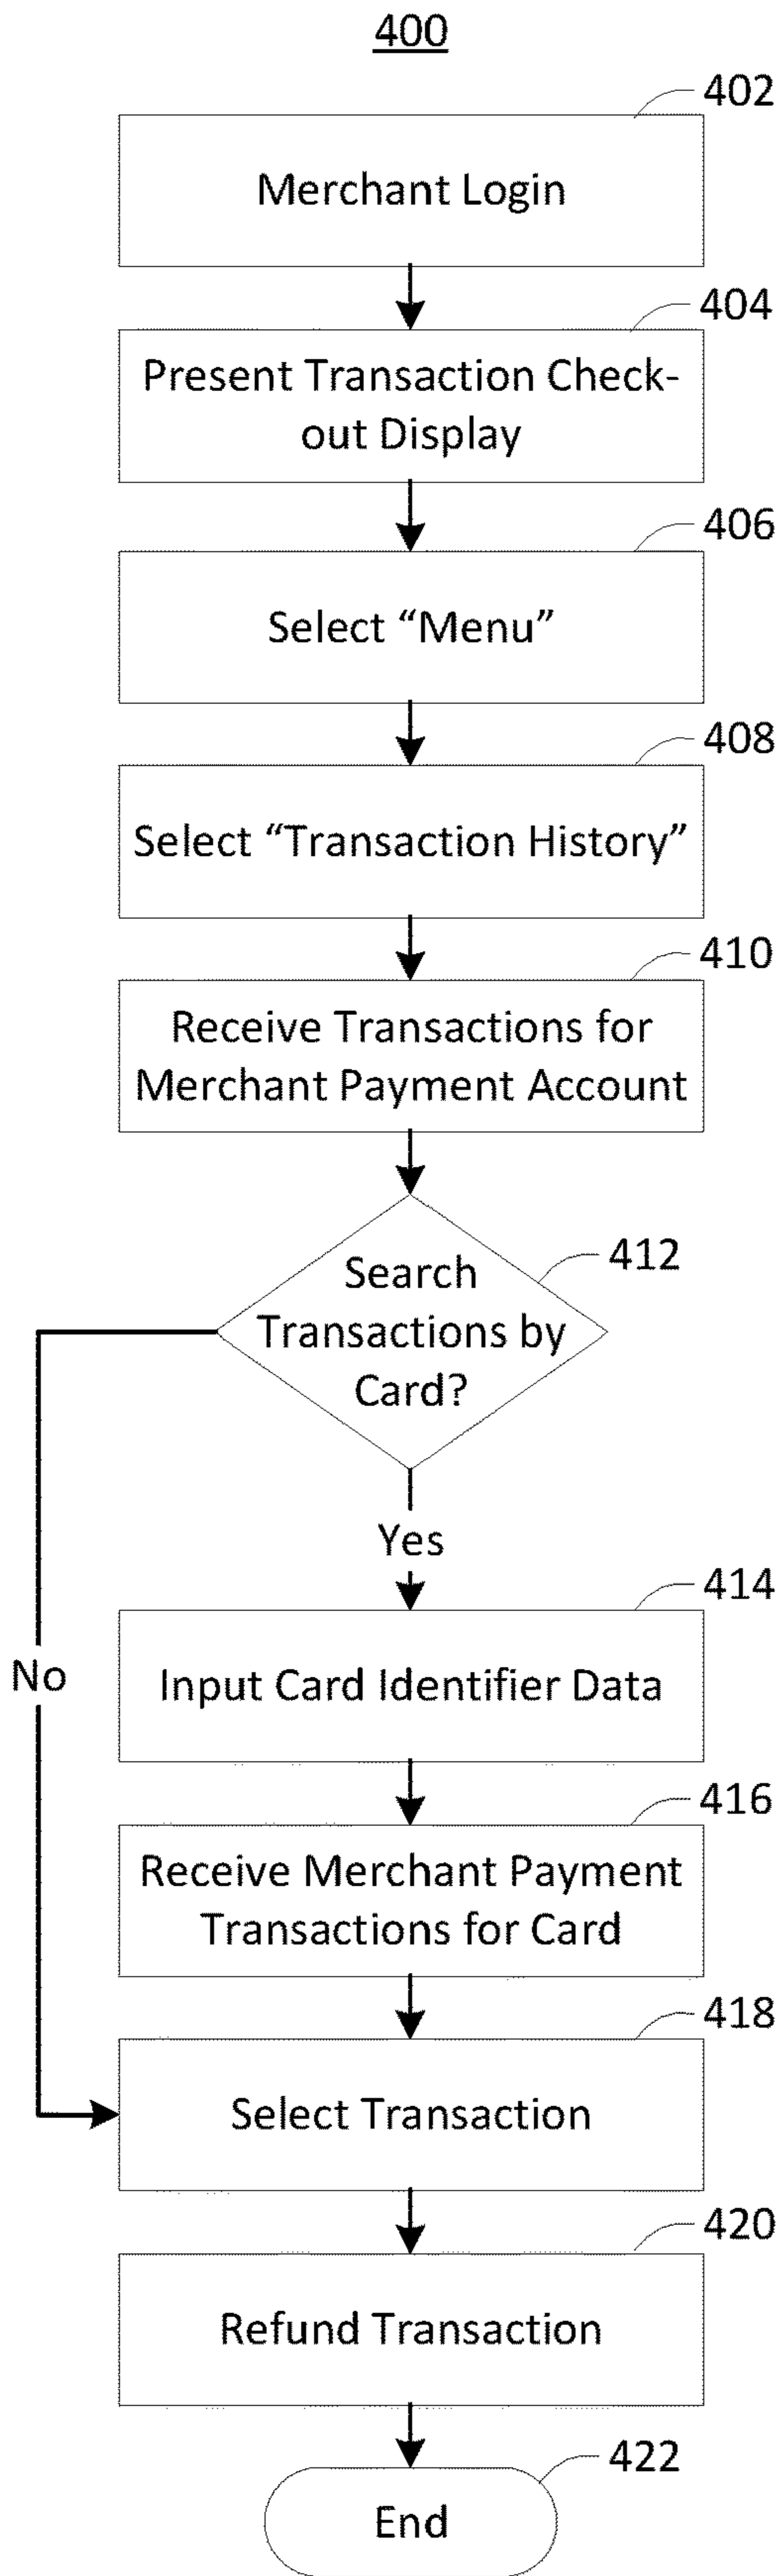 400
402
Merchant Login
404
Present Transaction Check-
out Display
406
Select “Menu”
408
Select “Transaction History”
410
Receive Transactions for
Merchant Payment Account
412
Search
Transactions by
Card?
Yes
414
No
Input Card Identifier Data
416
Receive Merchant Payment
Transactions for Card
418
Select Transaction
420
Refund Transaction
422
End